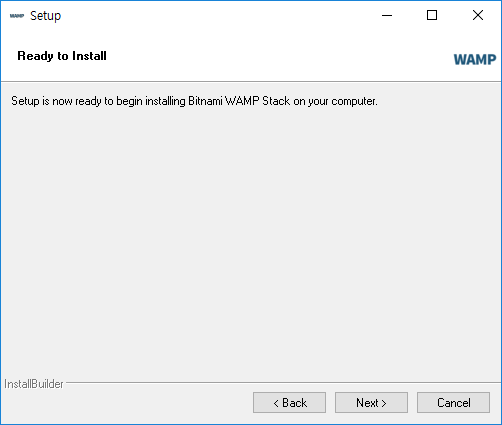 WAMP Setup
Ready to Install
WAMP
Setup is now ready to begin installing Bitnami WAMP Stack on your computer.
InstallBuilder
< Back Next > Cancel